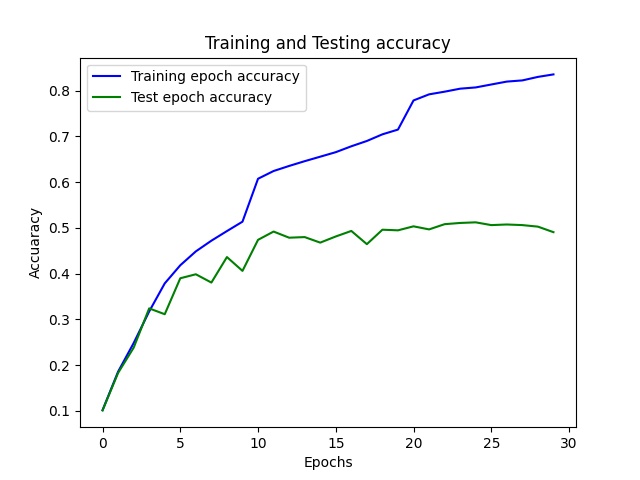 Training and Testing accuracy
Training epoch accuracy
Test epoch accuracy
0.8
0.7
0.6
0.5
0.4
0.3
0.2
0.1
Accuaracy
0 5 10 15 20 25 30
Epochs